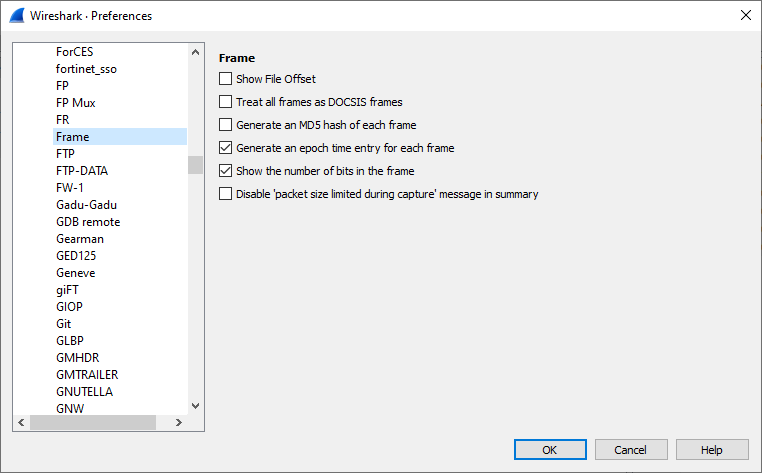 Wireshark · Preferences
ForCES
fortinet_sso
FP
FP Mux
FR
Frame
FTP
FTP-DATA
FW-1
Gadu-Gadu
GDB remote
Gearman
GED125
Geneve
giFT
GIOP
Git
GLBP
GMHDR
GMTRAILER
GNUTELLA
GNW
Frame
Show File Offset
Treat all frames as DOCSIS frames
Generate an MD5 hash of each frame
Generate an epoch time entry for each frame
Show the number of bits in the frame
Disable 'packet size limited during capture' message in summary
OK
Cancel
Help